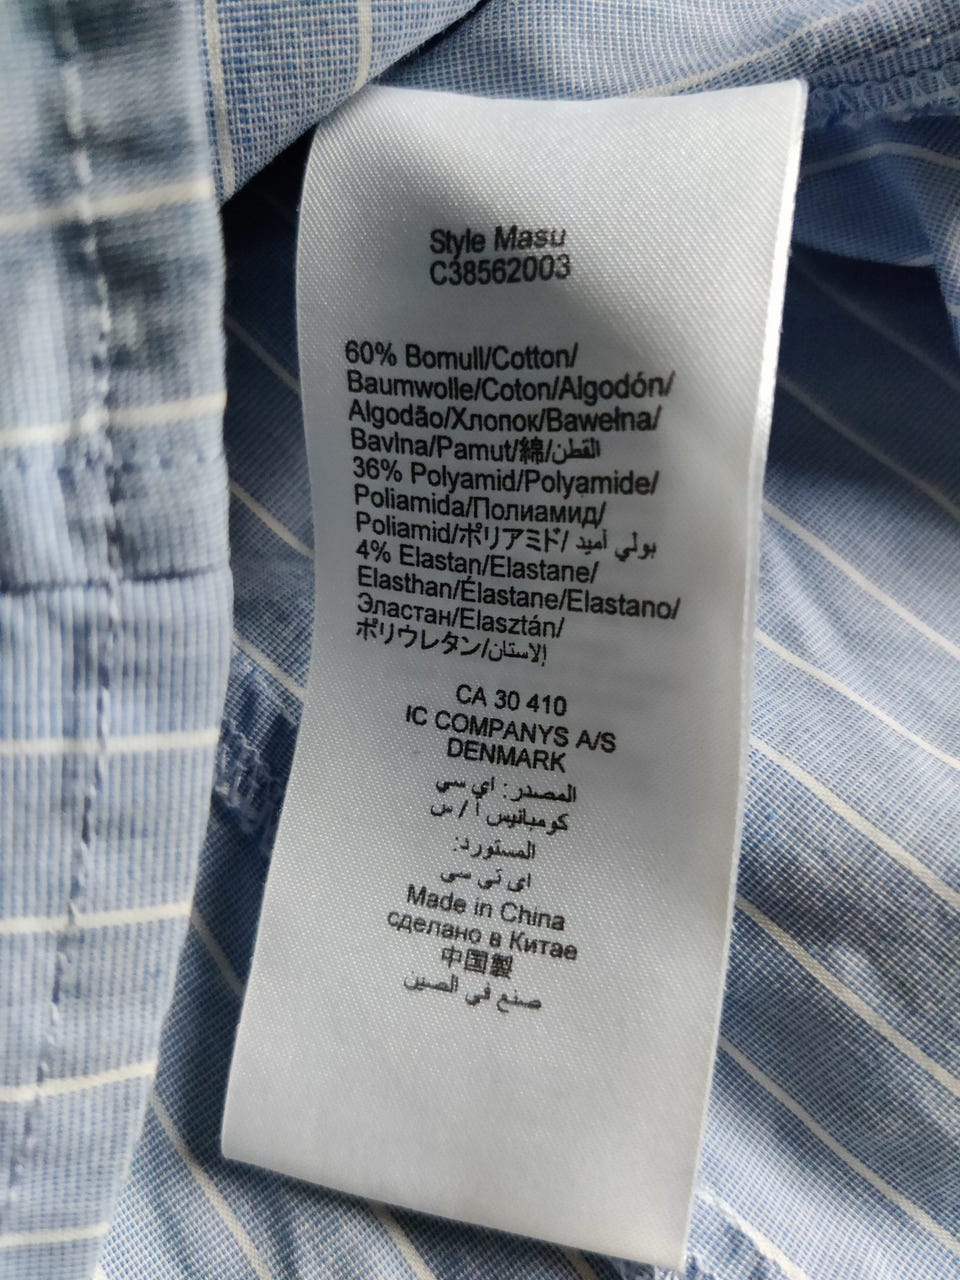 Style Masu
C38562003
60% Bomull/Cotton/
Baumwolle/Coton/Algodón/
Algodão/Хлопок/Bawełna/
Bavlna/Pamut/綿/القطن
36% Polyamid/Polyamide/
Poliamida/Полиамид/
Poliamid/ポリアミド/ بولي أميد
4% Elastan/Elastane/
Elasthan/Élastane/Elastano/
Эластан/Elasztán/
ポリウレタン/الاستان
CA 30 410
IC COMPANYS A/S
DENMARK
المصدر: اي سي
كومبانيس أ / س
المستورد:
اى تي سي
Made in China
сделано в Китае
中国製
صنع في الصين